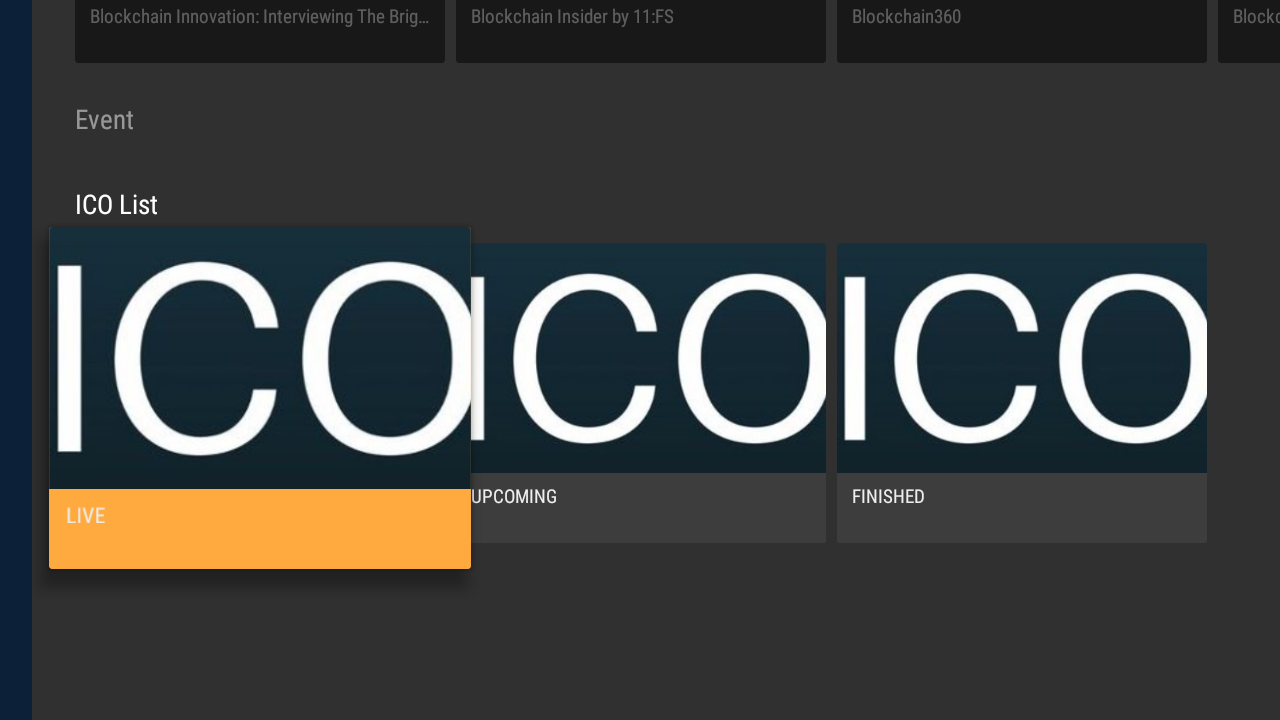 Blockchain Innovation: Interviewing The Brig...
Blockchain Insider by 11:FS
Blockchain360
Event
ICO List
ICO
ICO
ICO
LIVE
UPCOMING
FINISHED